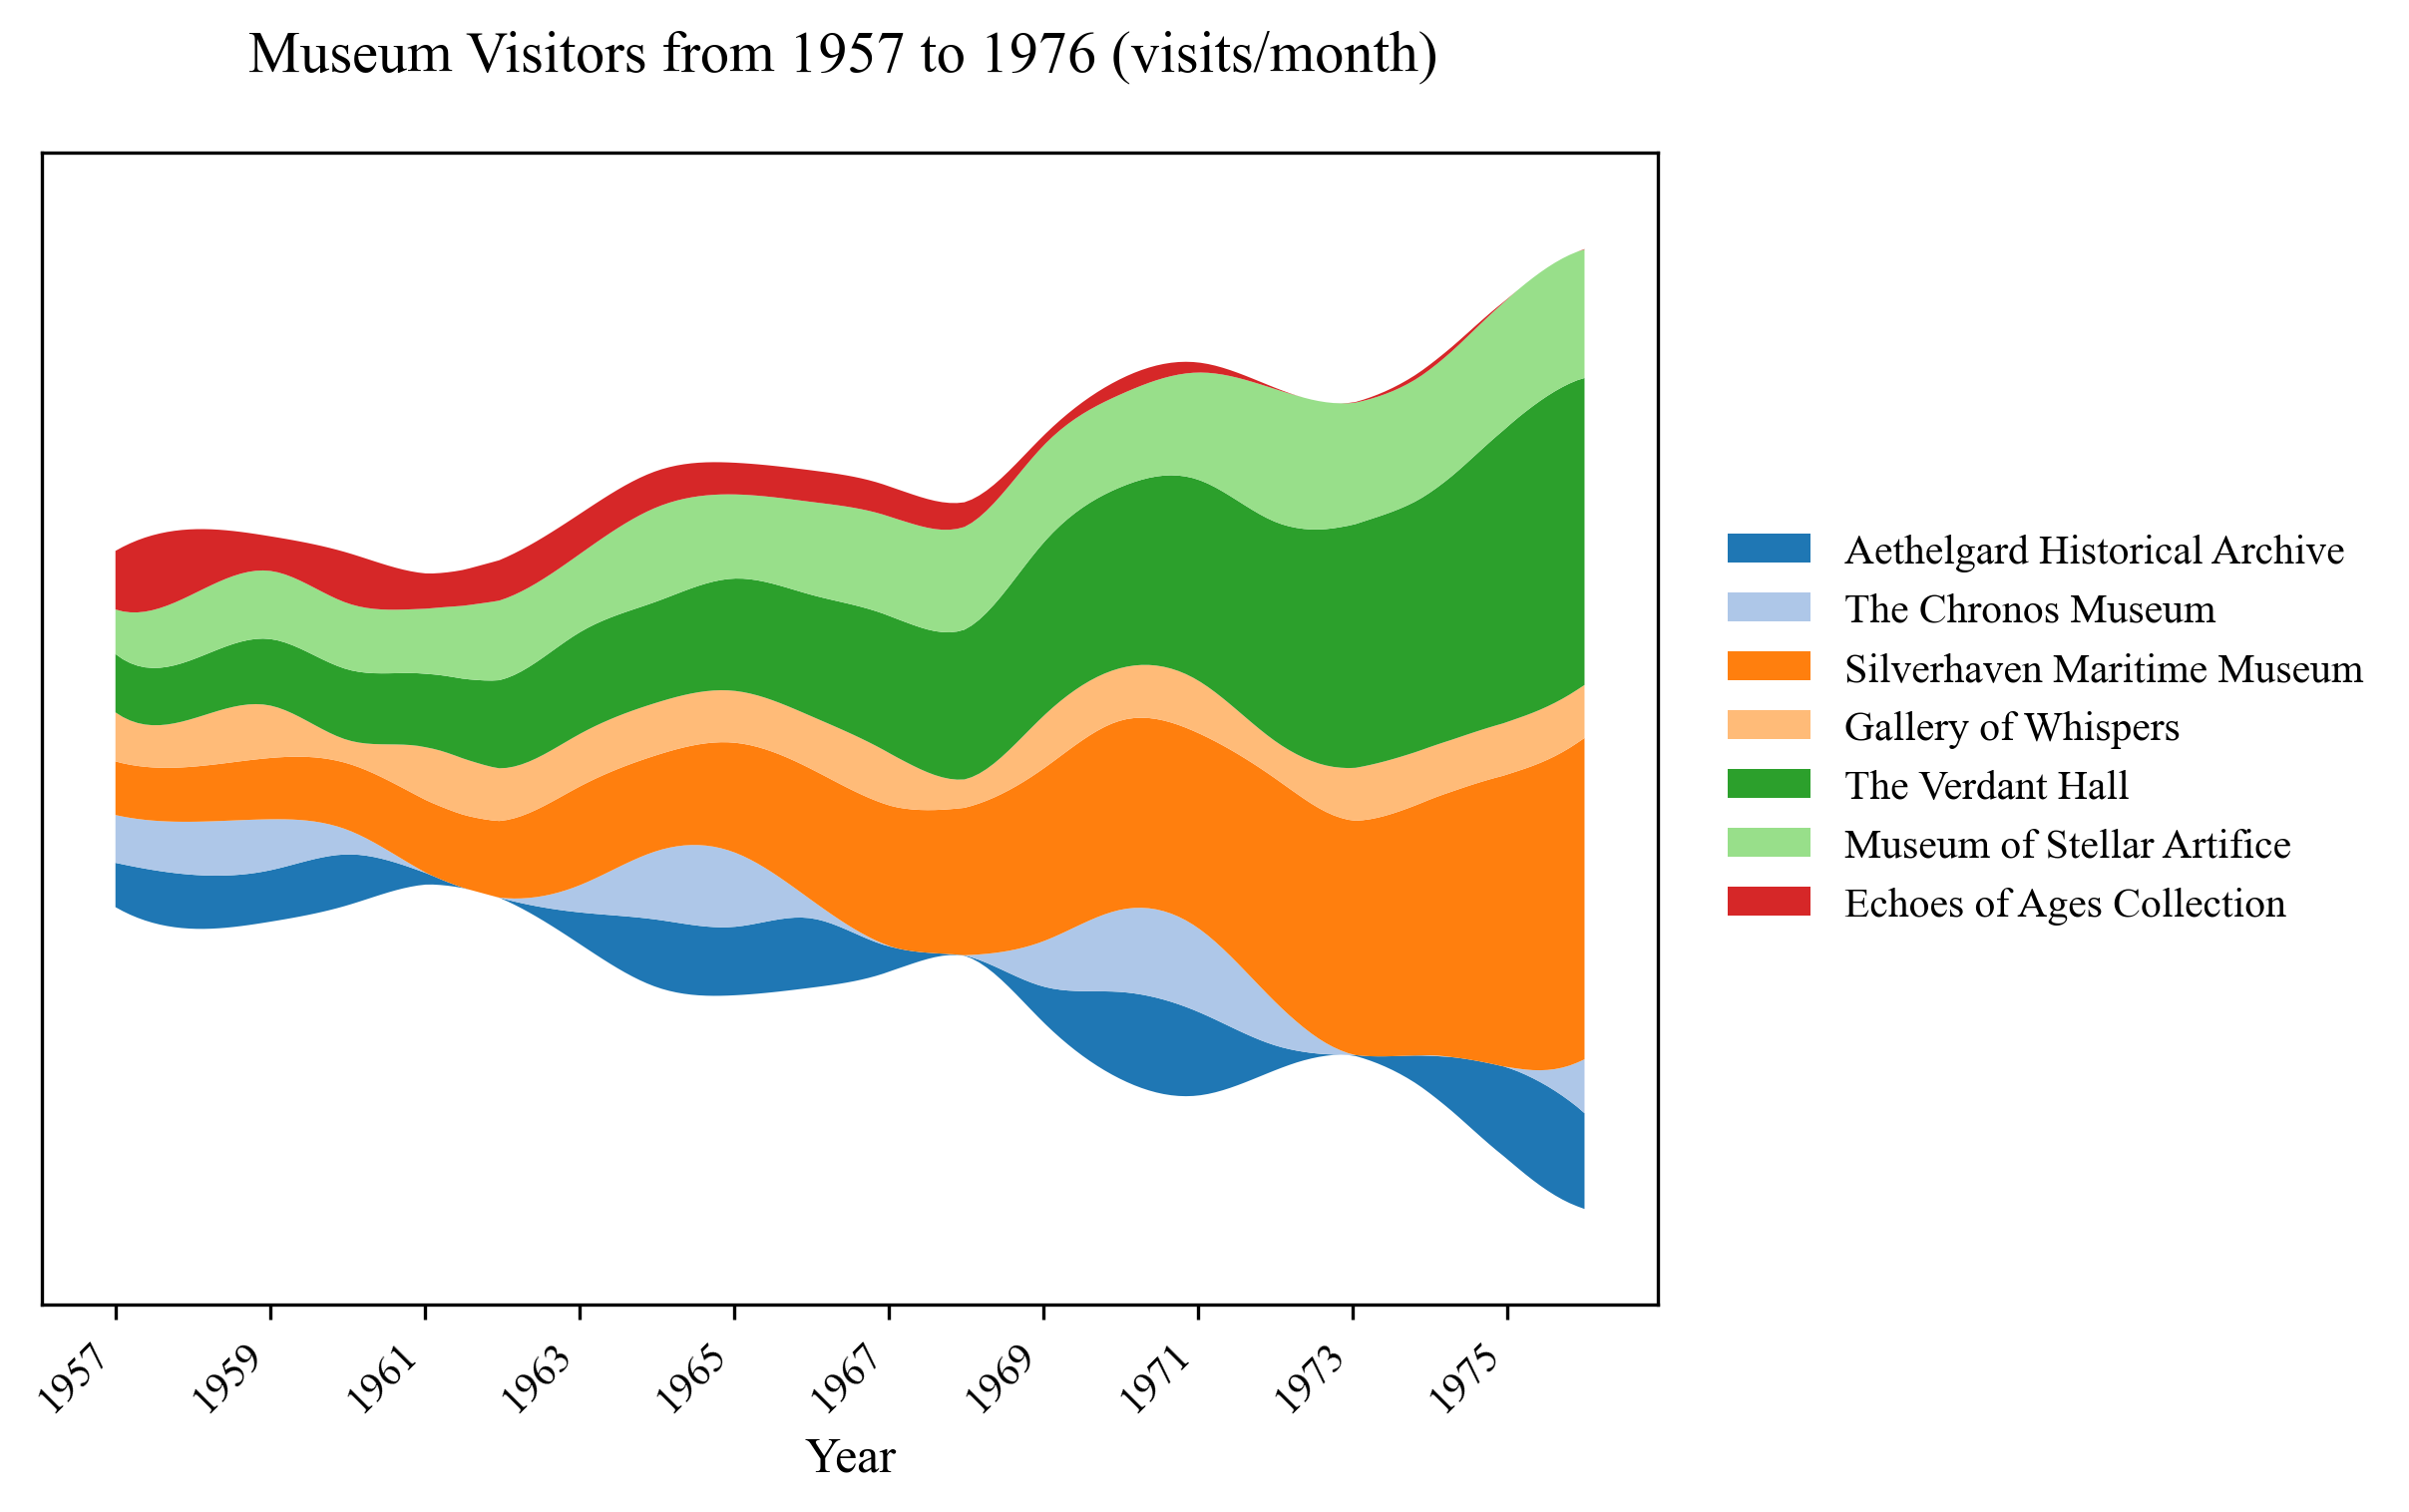 Museum Visitors from 1957 to 1976 (visits/month)
Aethelgard Historical Archive
The Chronos Museum
Silverhaven Maritime Museum
Gallery of Whispers
The Verdant Hall
Museum of Stellar Artifice
Echoes of Ages Collection
1957 1959 1961 1963 1965 1967 1969 1971 1973 1975
Year